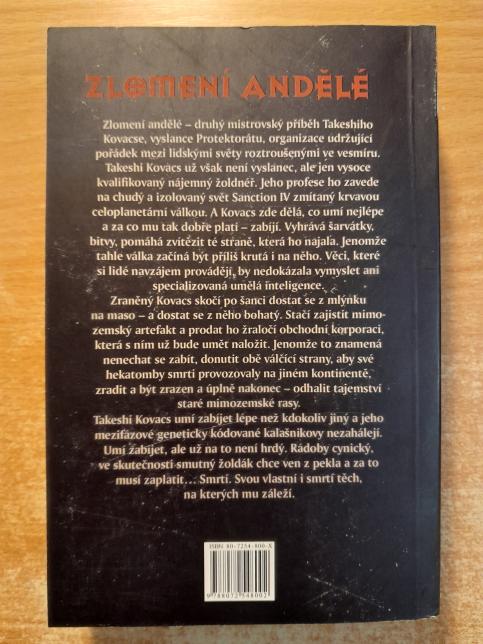 ZLOMENÍ ANDĚLÉ
Zlomení andělé – druhý mistrovský příběh Takeshiho
Kovacse, vyslance Protektorátu, organizace udržující
pořádek mezi lidskými světy roztroušenými ve vesmíru.
Takeshi Kovacs už však není vyslanec, ale jen vysoce
kvalifikovaný nájemný žoldnéř. Jeho profese ho zavede
na chudý a izolovaný svět Sanction IV zmítaný krvavou
celoplanetární válkou. A Kovacs zde dělá, co umí nejlépe
a za co mu tak dobře platí – zabíjí. Vyhrává šarvátky,
bitvy, pomáhá zvítězit té straně, která ho najala. Jenomže
tahle válka začíná být příliš krutá i na něho. Věci, které
si lidé navzájem provádějí, by nedokázala vymyslet ani
specializovaná umělá inteligence.
Zraněný Kovacs skočí po šanci dostat se z mlýnku
na maso – a dostat se z něho bohatý. Stačí zajistit mimo-
zemský artefakt a prodat ho žraločí obchodní korporaci,
která s ním už bude umět naložit. Jenomže to znamená
nenechat se zabít, donutit obě válčící strany, aby své
hekatomby smrti provozovaly na jiném kontinentě,
zradit a být zrazen a úplně nakonec – odhalit tajemství
staré mimozemské rasy.
Takeshi Kovacs umí zabíjet lépe než kdokoliv jiný a jeho
mezifázové geneticky kódované kalašnikovy nezahálejí.
Umí zabíjet, ale už na to není hrdý. Rádoby cynický,
ve skutečnosti smutný žoldák chce ven z pekla a za to
musí zaplatit... Smrtí. Svou vlastní i smrtí těch,
na kterých mu záleží.
ISBN 80-7254-800-X
9 788072 548002